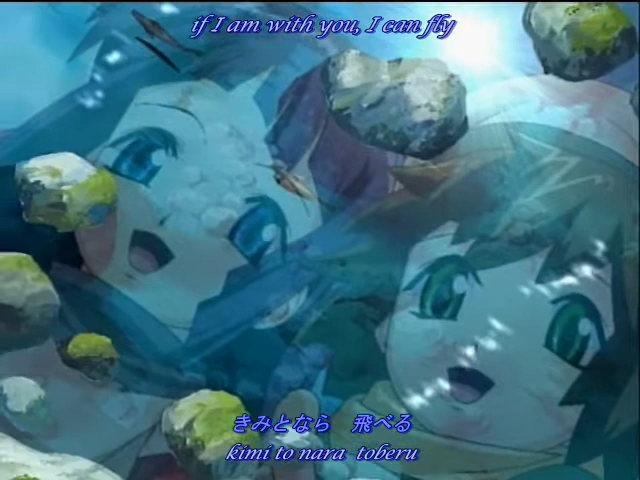 if I am with you, I can fly
きみとなら　飛べる
kimi to nara toberu